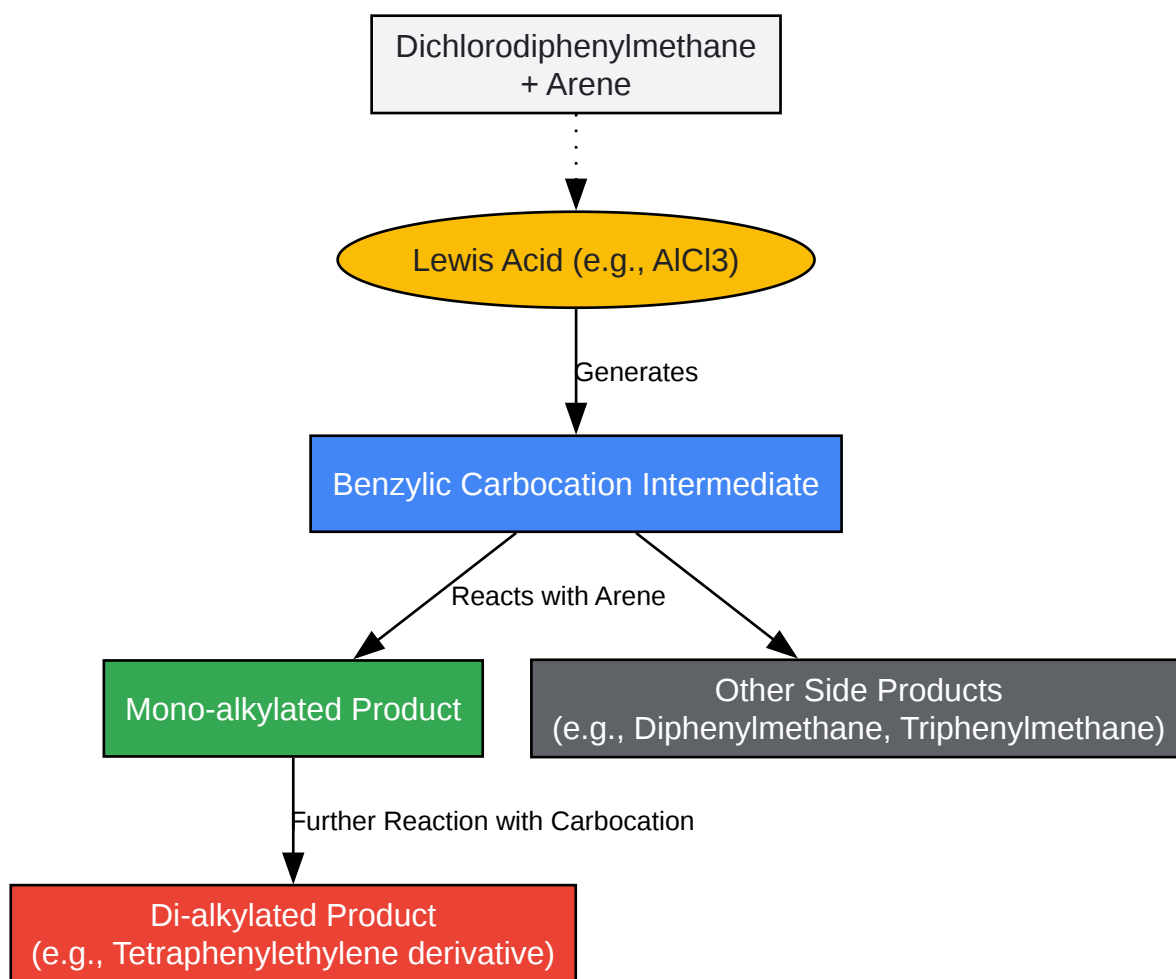 Dichlorodiphenylmethane
+ Arene
Lewis Acid (e.g., AlCl3)
Generates
Benzylic Carbocation Intermediate
Reacts with Arene
Mono-alkylated Product
Other Side Products
(e.g., Diphenylmethane, Triphenylmethane)
Further Reaction with Carbocation
Di-alkylated Product
(e.g., Tetraphenylethylene derivative)